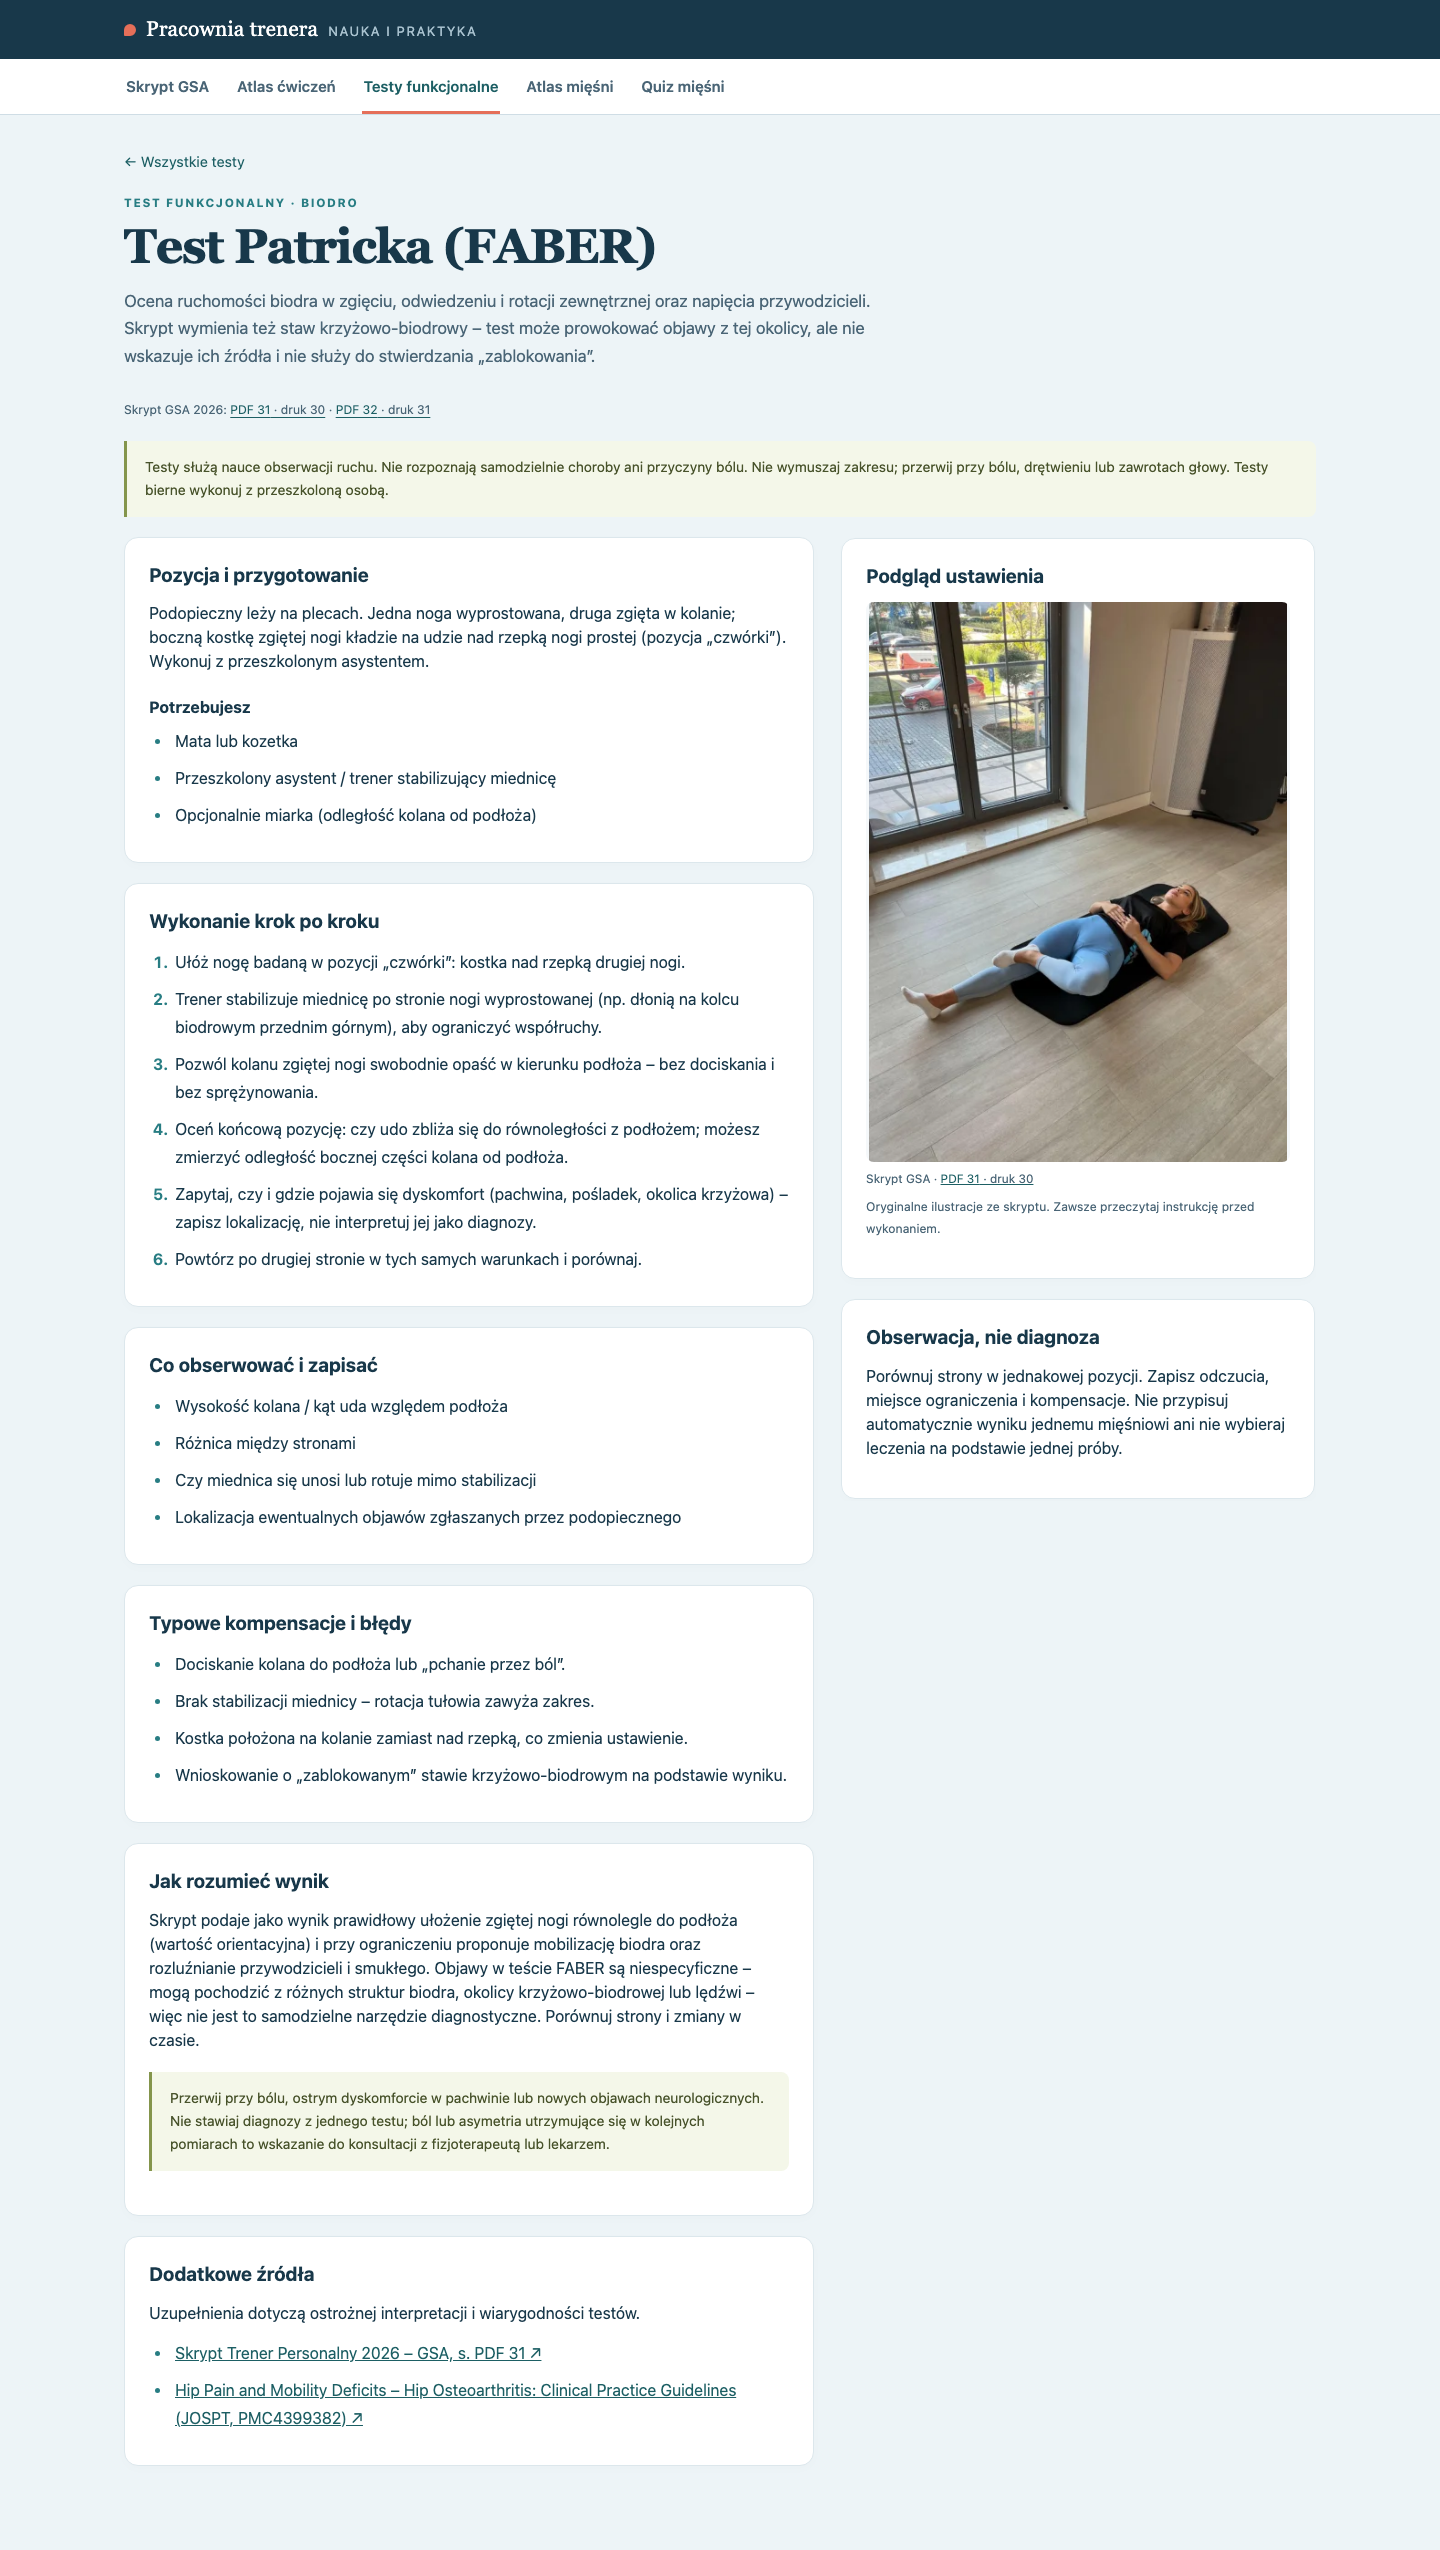 Pracownia trenera NAUKA I PRAKTYKA
Skrypt GSA Atlas ćwiczeń Testy funkcjonalne Atlas mięśni Quiz mięśni
← Wszystkie testy
TEST FUNKCJONALNY · BIODRO
Test Patricka (FABER)
Ocena ruchomości biodra w zgięciu, odwiedzeniu i rotacji zewnętrznej oraz napięcia przywodzicieli.
Skrypt wymienia też staw krzyżowo-biodrowy – test może prowokować objawy z tej okolicy, ale nie
wskazuje ich źródła i nie służy do stwierdzania „zablokowania”.
Skrypt GSA 2026: PDF 31 · druk 30 · PDF 32 · druk 31
Testy służą nauce obserwacji ruchu. Nie rozpoznają samodzielnie choroby ani przyczyny bólu. Nie wymuszaj zakresu; przerwij przy bólu, drętwieniu lub zawrotach głowy. Testy
bierne wykonuj z przeszkoloną osobą.
Pozycja i przygotowanie
Podopieczny leży na plecach. Jedna noga wyprostowana, druga zgięta w kolanie;
boczną kostkę zgiętej nogi kładzie na udzie nad rzepką nogi prostej (pozycja „czwórki”).
Wykonuj z przeszkolonym asystentem.
Potrzebujesz
• Mata lub kozetka
• Przeszkolony asystent / trener stabilizujący miednicę
• Opcjonalnie miarka (odległość kolana od podłoża)
Wykonanie krok po kroku
1. Ułóż nogę badaną w pozycji „czwórki”: kostka nad rzepką drugiej nogi.
2. Trener stabilizuje miednicę po stronie nogi wyprostowanej (np. dłonią na kolcu
biodrowym przednim górnym), aby ograniczyć współruchy.
3. Pozwól kolanu zgiętej nogi swobodnie opaść w kierunku podłoża – bez dociskania i
bez sprężynowania.
4. Oceń końcową pozycję: czy udo zbliża się do równoległości z podłożem; możesz
zmierzyć odległość bocznej części kolana od podłoża.
5. Zapytaj, czy i gdzie pojawia się dyskomfort (pachwina, pośladek, okolica krzyżowa) –
zapisz lokalizację, nie interpretuj jej jako diagnozy.
6. Powtórz po drugiej stronie w tych samych warunkach i porównaj.
Co obserwować i zapisać
• Wysokość kolana / kąt uda względem podłoża
• Różnica między stronami
• Czy miednica się unosi lub rotuje mimo stabilizacji
• Lokalizacja ewentualnych objawów zgłaszanych przez podopiecznego
Typowe kompensacje i błędy
• Dociskanie kolana do podłoża lub „pchanie przez ból”.
• Brak stabilizacji miednicy – rotacja tułowia zawyża zakres.
• Kostka położona na kolanie zamiast nad rzepką, co zmienia ustawienie.
• Wnioskowanie o „zablokowanym” stawie krzyżowo-biodrowym na podstawie wyniku.
Jak rozumieć wynik
Skrypt podaje jako wynik prawidłowy ułożenie zgiętej nogi równolegle do podłoża
(wartość orientacyjna) i przy ograniczeniu proponuje mobilizację biodra oraz
rozluźnianie przywodzicieli i smukłego. Objawy w teście FABER są niespecyficzne –
mogą pochodzić z różnych struktur biodra, okolicy krzyżowo-biodrowej lub lędźwi –
więc nie jest to samodzielne narzędzie diagnostyczne. Porównuj strony i zmiany w
czasie.
Przerwij przy bólu, ostrym dyskomforcie w pachwinie lub nowych objawach neurologicznych.
Nie stawiaj diagnozy z jednego testu; ból lub asymetria utrzymujące się w kolejnych
pomiarach to wskazanie do konsultacji z fizjoterapeutą lub lekarzem.
Dodatkowe źródła
Uzupełnienia dotyczą ostrożnej interpretacji i wiarygodności testów.
• Skrypt Trener Personalny 2026 – GSA, s. PDF 31 ↗
• Hip Pain and Mobility Deficits – Hip Osteoarthritis: Clinical Practice Guidelines
(JOSPT, PMC4399382) ↗
Podgląd ustawienia
Skrypt GSA · PDF 31 · druk 30
Oryginalne ilustracje ze skryptu. Zawsze przeczytaj instrukcję przed
wykonaniem.
Obserwacja, nie diagnoza
Porównuj strony w jednakowej pozycji. Zapisz odczucia,
miejsce ograniczenia i kompensacje. Nie przypisuj
automatycznie wyniku jednemu mięśniowi ani nie wybieraj
leczenia na podstawie jednej próby.